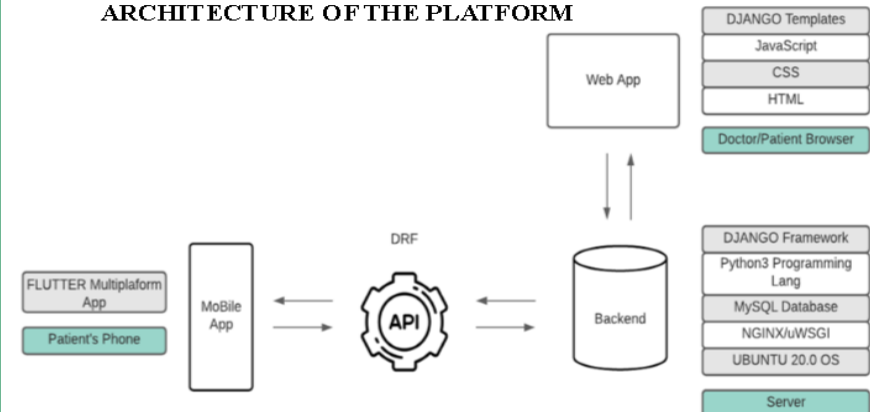 ARCHITECTURE OF THE PLATFORM
DJANGO Templates
JavaScript
CSS
HTML
Doctor/Patient Browser
Web App
DRF
FLUTTER Multiplaform
App
Patient's Phone
MoBile
App
API
Backend
DJANGO Framework
Python3 Programming
Lang
MySQL Database
NGINX/uWSGI
UBUNTU 20.0 OS
Server